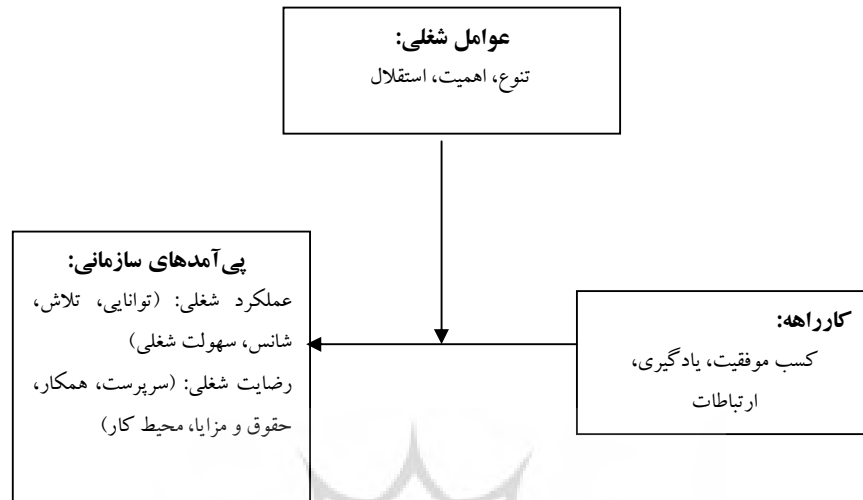 عوامل شغلی:
تنوع، اهمیت، استقلال
کارراهه:
کسب موفقیت، یادگیری،
ارتباطات
پی‌آمدهای سازمانی:
عملکرد شغلی: (توانایی، تلاش،
شانس، سهولت شغلی)
رضایت شغلی: (سرپرست، همکار،
حقوق و مزایا، محیط کار)